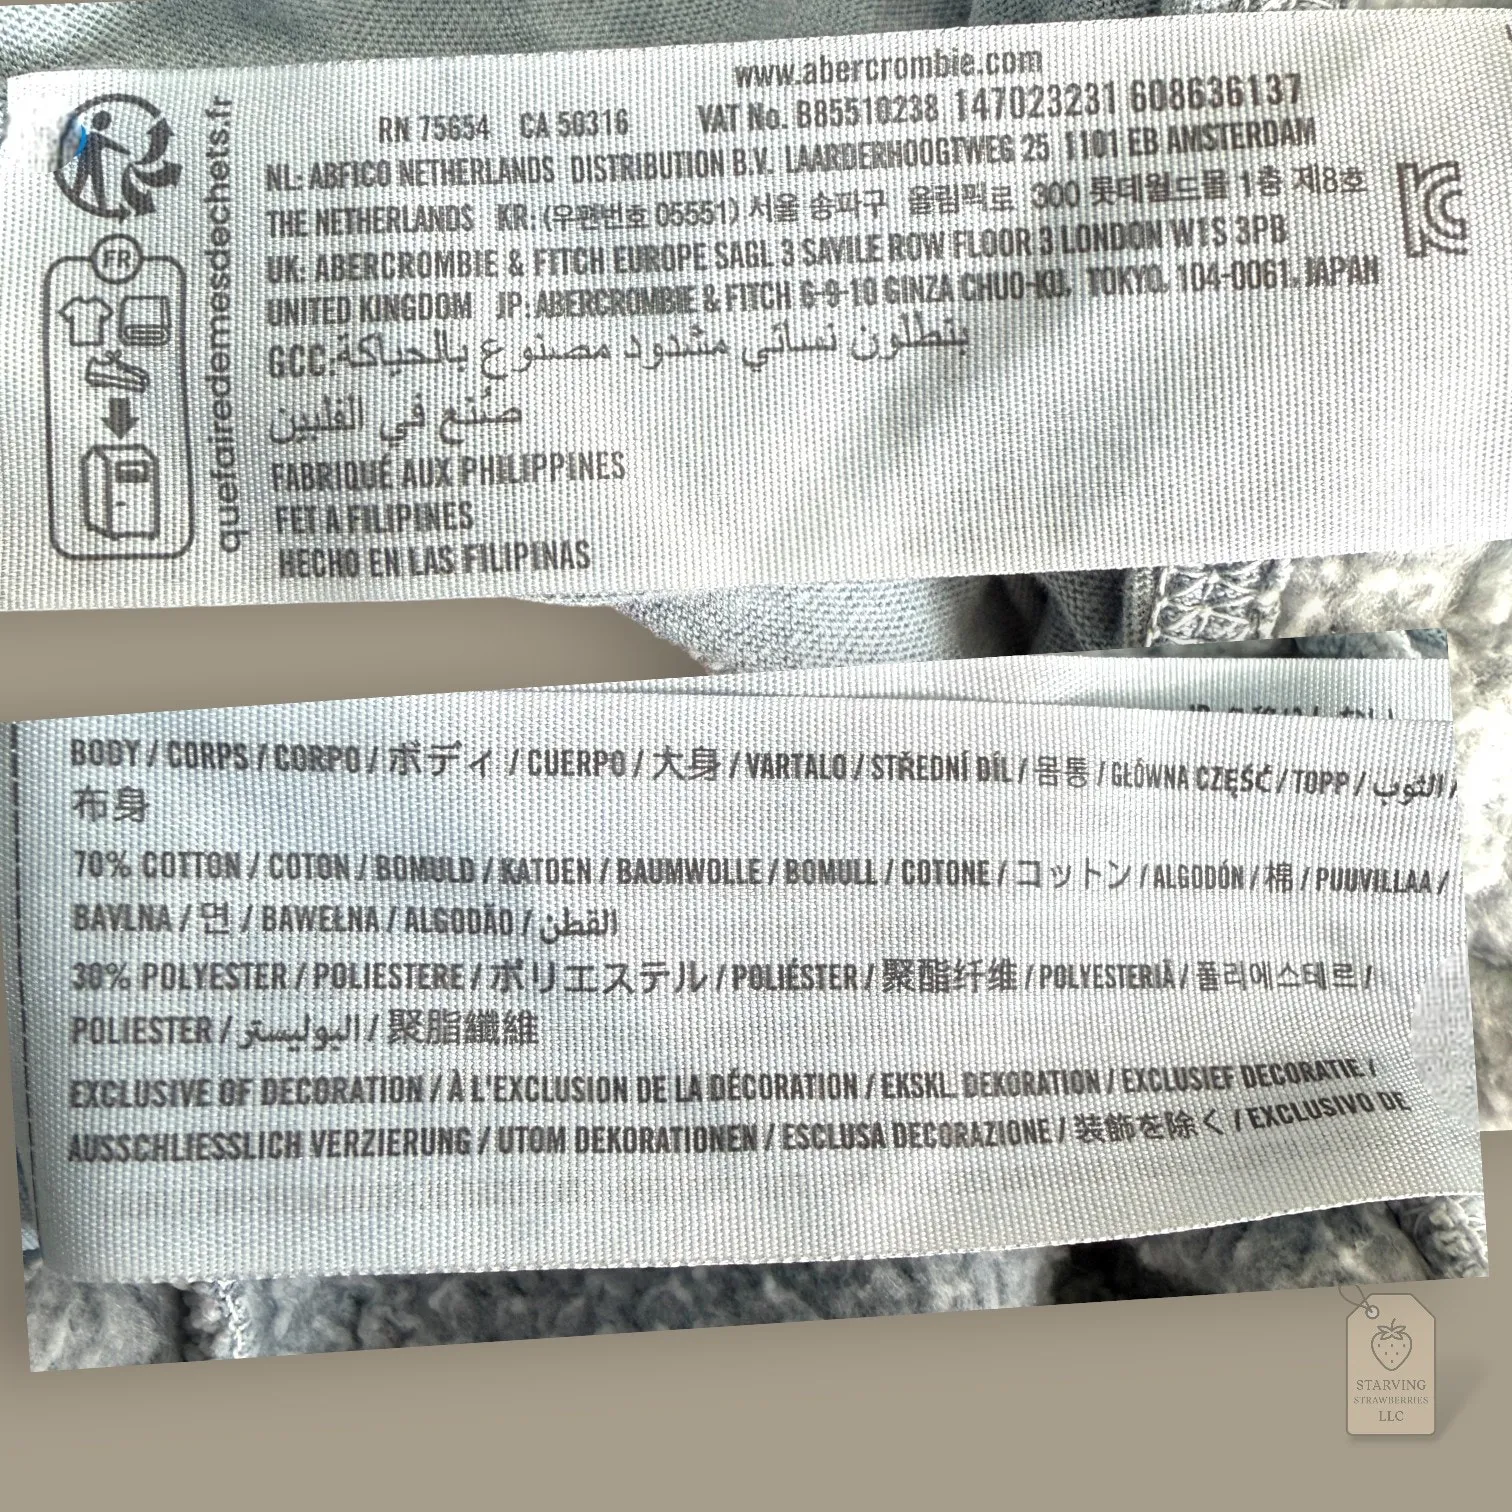 www.abercrombie.com
RN 75654 CA 50316 VAT No. B85510238 147023231 608636137
NL: ABFICO NETHERLANDS DISTRIBUTION B.V. LAARDERHOOGTWEG 25 1101 EB AMSTERDAM
THE NETHERLANDS KR: (우편번호 05551) 서울 송파구 올림픽로 300 롯데월드몰 1층 제8호
UK: ABERCROMBIE & FITCH EUROPE SAGL 3 SAVILE ROW FLOOR 3 LONDON W1S 3PB
UNITED KINGDOM JP: ABERCROMBIE & FITCH 6-9-10 GINZA CHUO-KU, TOKYO, 104-0061, JAPAN
GCC: بنطلون نسائي مشدود مصنوع بالحياكة
صُنع في الفلبين
FABRIQUÉ AUX PHILIPPINES
FET A FILIPINES
HECHO EN LAS FILIPINAS
quefairedemesdechets.fr
FR
BODY / CORPS / CORPO / ボディ / CUERPO / 大身 / VARTALO / STŘEDNÍ DÍL / 몸통 / GŁÓWNA CZĘŚĆ / TOPP / الثوب /
布身
70% COTTON / COTON / BOMULD / KATOEN / BAUMWOLLE / BOMULL / COTONE / コットン / ALGODÓN / 棉 / PUUVILLAA /
BAVLNA / 면 / BAWEŁNA / ALGODÃO / القطن
30% POLYESTER / POLIESTERE / ポリエステル / POLIÉSTER / 聚酯纤维 / POLYESTERIÄ / 폴리에스테르 /
POLIESTER / البوليستر / 聚脂纖維
EXCLUSIVE OF DECORATION / À L'EXCLUSION DE LA DÉCORATION / EKSKL. DEKORATION / EXCLUSIEF DECORATIE /
AUSSCHLIESSLICH VERZIERUNG / UTOM DEKORATIONEN / ESCLUSA DECORAZIONE / 装飾を除く / EXCLUSIVO DE
STARVING
STRAWBERRIES
LLC